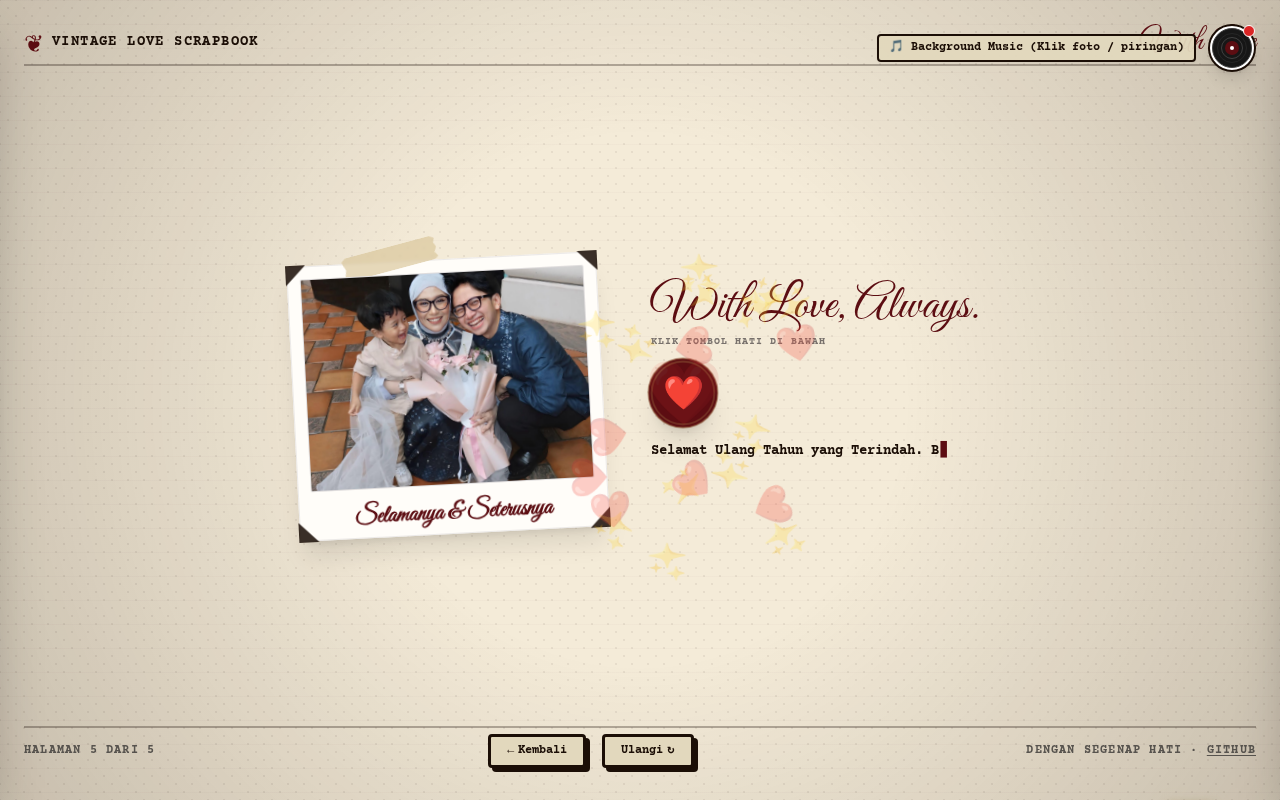 ❦ VINTAGE LOVE SCRAPBOOK
🎵 Background Music (Klik foto / piringan)
Selamanya & Seterusnya
With Love, Always.
KLIK TOMBOL HATI DI BAWAH
Selamat Ulang Tahun yang Terindah. B
HALAMAN 5 DARI 5
← Kembali
Ulangi ↻
DENGAN SEGENAP HATI · GITHUB